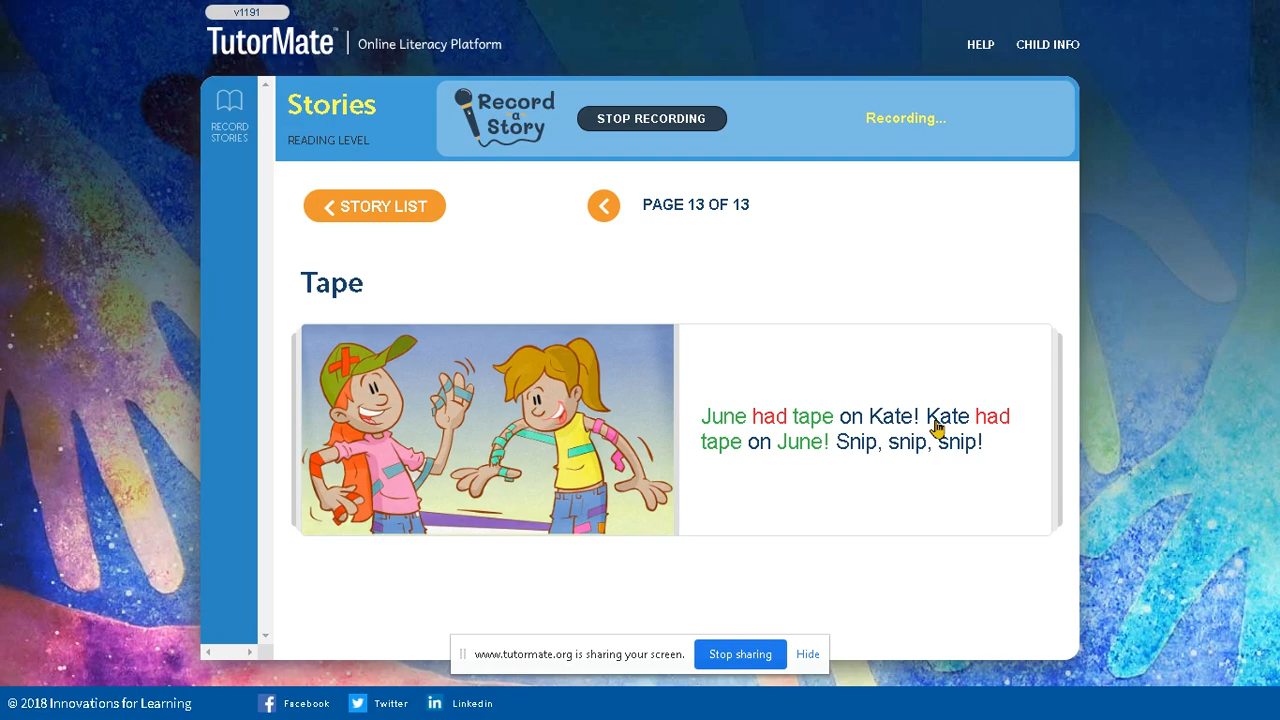 v1191
TutorMate | Online Literacy Platform
HELP CHILD INFO
RECORD
STORIES
Stories
READING LEVEL
Record
a
Story
STOP RECORDING
Recording...
STORY LIST
PAGE 13 OF 13
Tape
June had tape on Kate! Kate had
tape on June! Snip, snip, snip!
www.tutormate.org is sharing your screen. Stop sharing Hide
© 2018 Innovations for Learning Facebook Twitter Linkedin